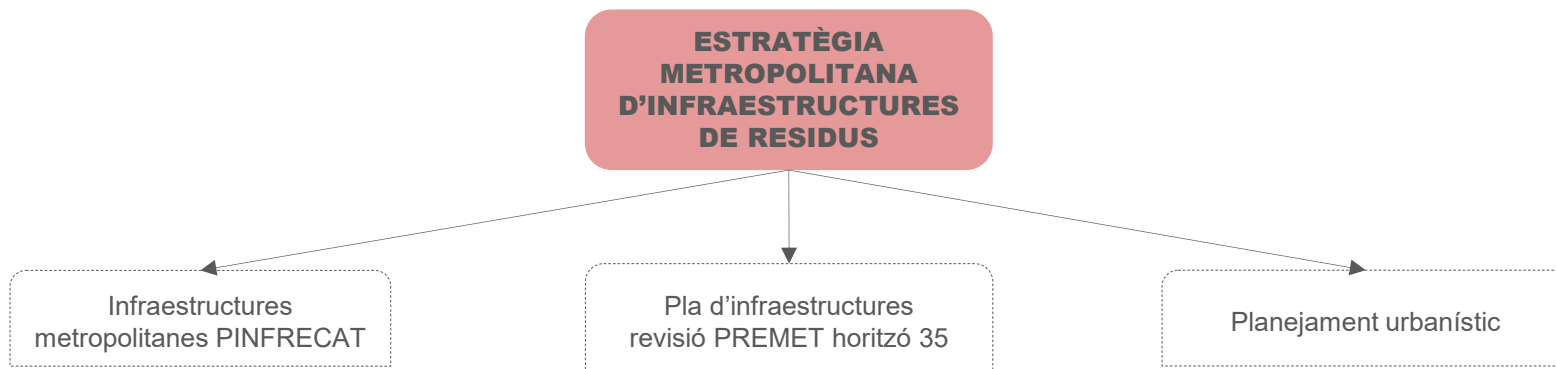 ESTRATÈGIA
METROPOLITANA
D’INFRAESTRUCTURES
DE RESIDUS
Infraestructures
metropolitanes PINFRECAT
Pla d’infraestructures
revisió PREMET horitzó 35
Planejament urbanístic